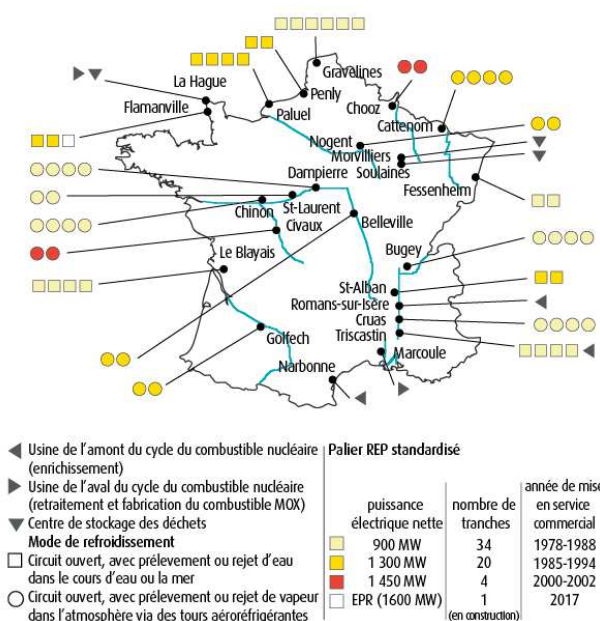 Gravelines
La Hague
Penly
Flamanville
Paluel
Chooz
Cattenom
Nogent
Morvilliers
Soulaines
Dampierre
Fessenheim
Chinon
St-Laurent
Belleville
Civaux
Bugey
Le Blayais
St-Alban
Romans-sur-Isère
Cruas
Triscastin
Golfech
Marcoule
Narbonne
Usine de l'amont du cycle du combustible nucléaire
(enrichissement)
Usine de l'aval du cycle du combustible nucléaire
(retraitement et fabrication du combustible MOX)
Centre de stockage des déchets
Mode de refroidissement
Circuit ouvert, avec prélevement ou rejet d'eau
dans le cours d'eau ou la mer
Circuit ouvert, avec prélevement ou rejet de vapeur
dans l'atmosphère via des tours aéroréfrigérantes
Palier REP standardisé
puissance
électrique nette
nombre de
tranches
année de mise
en service
commercial
900 MW 34 1978-1988
1 300 MW 20 1985-1994
1 450 MW 4 2000-2002
EPR (1600 MW) 1 2017
(en construction)